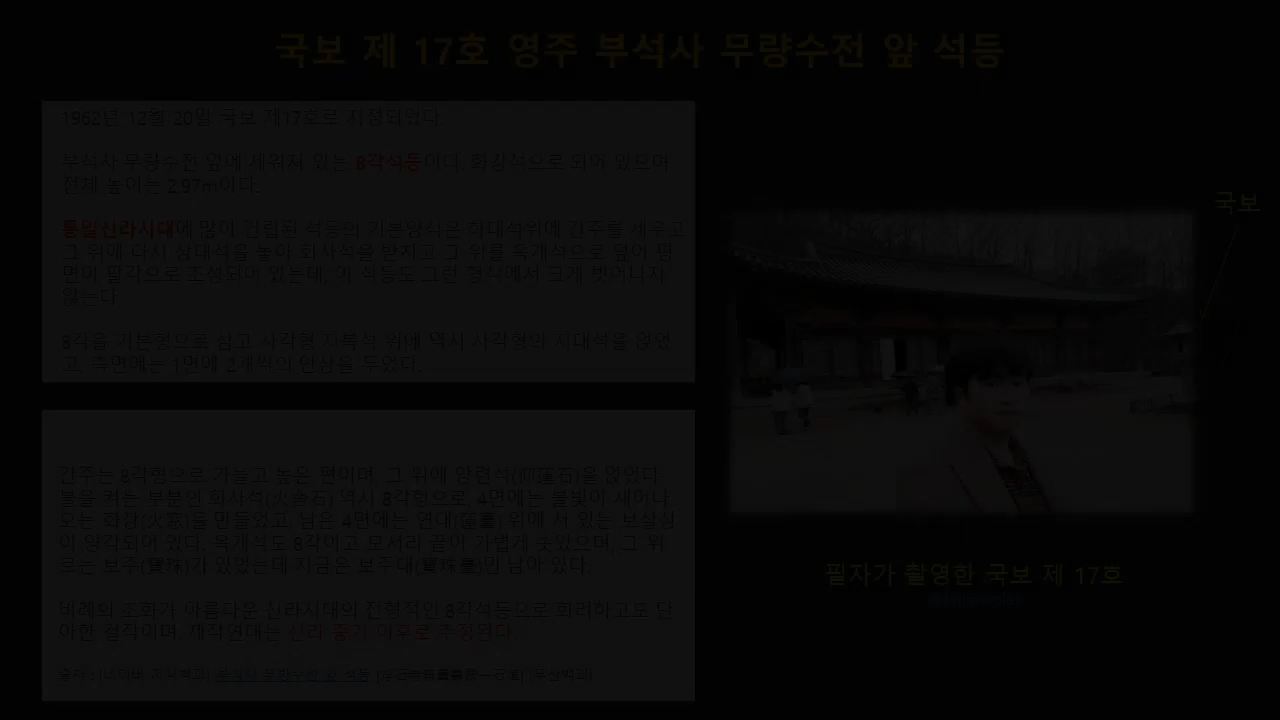 국보 제 17호 영주 부석사 무량수전 앞 석등
1962년 12월 20일 국보 제17호로 지정되었다.
부석사 무량수전 앞에 세워져 있는 8각석등이다. 화강석으로 되어 있으며
전체 높이는 2.97m이다.
통일신라시대에 많이 건립된 석등의 기본양식은 하대석위에 간주를 세우고
그 위에 다시 상대석을 놓아 화사석을 받치고 그 위를 옥개석으로 덮어 평
면이 팔각으로 조성되어 있는데, 이 석등도 그런 형식에서 크게 벗어나지
않는다.
8각을 기본형으로 삼고 사각형 지복석 위에 역시 사각형의 지대석을 얹었
고, 측면에는 1면에 2개씩의 안상을 두었다.
국보
간주는 8각형으로 가늘고 높은 편이며, 그 위에 앙련석(仰蓮石)을 얹었다.
불을 켜는 부분인 화사석(火舍石) 역시 8각형으로, 4면에는 불빛이 새어나
오는 화창(火窓)을 만들었고, 남은 4면에는 연대(蓮臺) 위에 서 있는 보살상
이 양각되어 있다. 옥개석도 8각이고 모서리 끝이 가볍게 솟았으며, 그 위
로는 보주(寶珠)가 있었는데 지금은 보주대(寶珠臺)만 남아 있다.
비례의 조화가 아름다운 신라시대의 전형적인 8각석등으로 화려하고도 단
아한 걸작이며, 제작연대는 신라 중기 이후로 추정된다.
필자가 촬영한 국보 제 17호